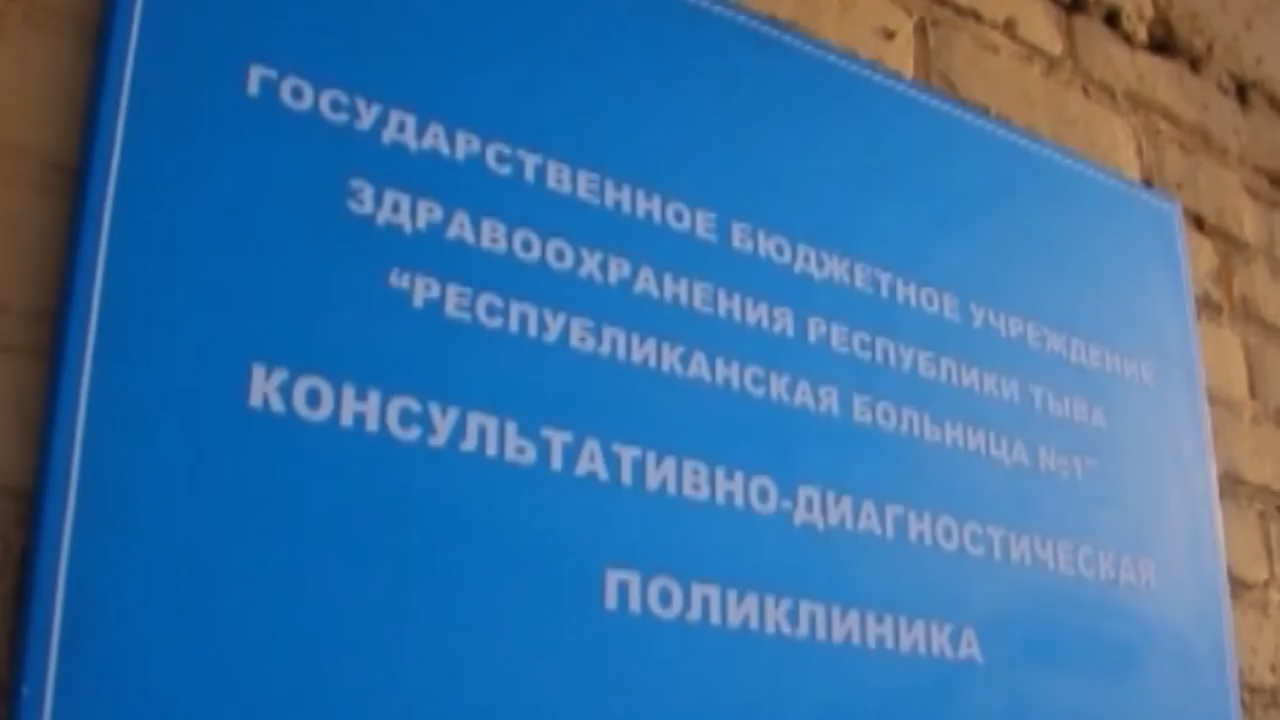 ГОСУДАРСТВЕННОЕ БЮДЖЕТНОЕ УЧРЕЖДЕНИЕ
ЗДРАВООХРАНЕНИЯ РЕСПУБЛИКИ ТЫВА
“РЕСПУБЛИКАНСКАЯ БОЛЬНИЦА №1”
КОНСУЛЬТАТИВНО-ДИАГНОСТИЧЕСКАЯ
ПОЛИКЛИНИКА